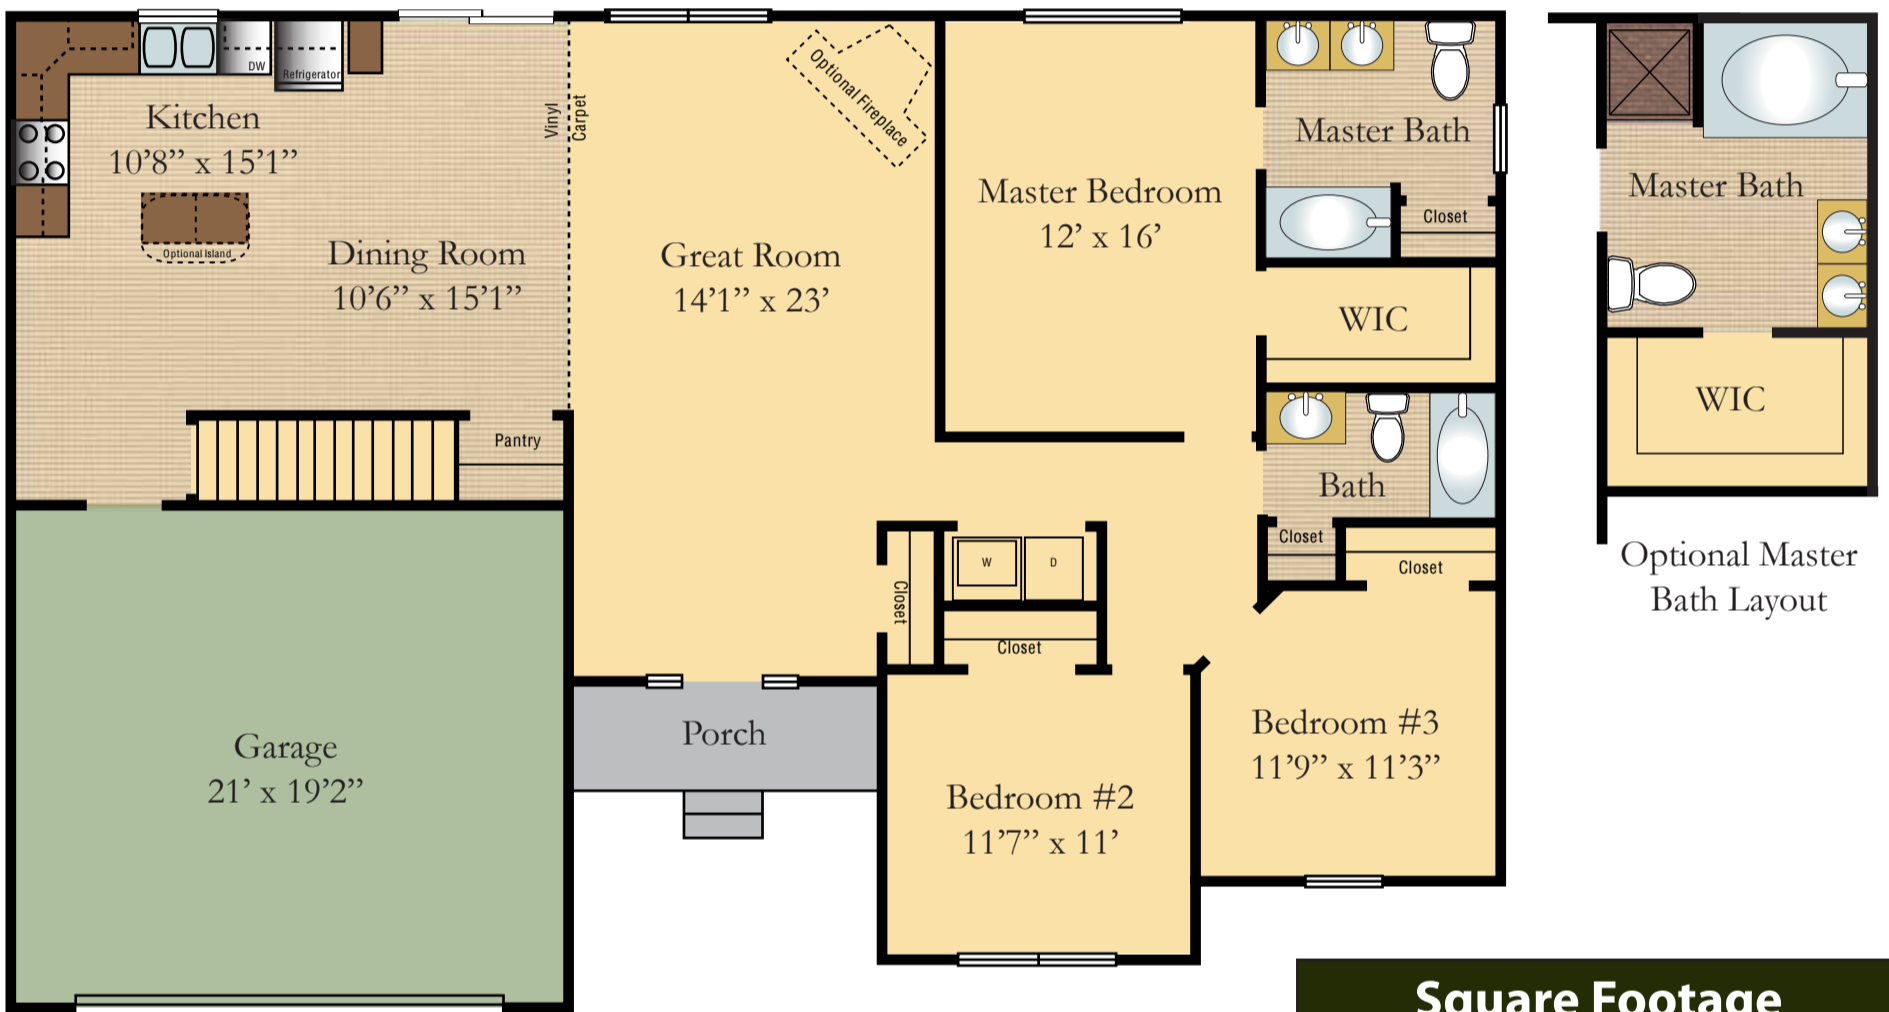 DW
Refrigerator
Kitchen
10’8” x 15’1”
Optional Island
Dining Room
10’6” x 15’1”
Vinyl
Carpet
Pantry
Optional Fireplace
Great Room
14’1” x 23’
Master Bedroom
12’ x 16’
Master Bath
Closet
WIC
Bath
Closet
Closet
W
D
Closet
Closet
Garage
21’ x 19’2”
Porch
Bedroom #2
11’7” x 11’
Bedroom #3
11’9” x 11’3”
Master Bath
WIC
Optional Master
Bath Layout
Square Footage